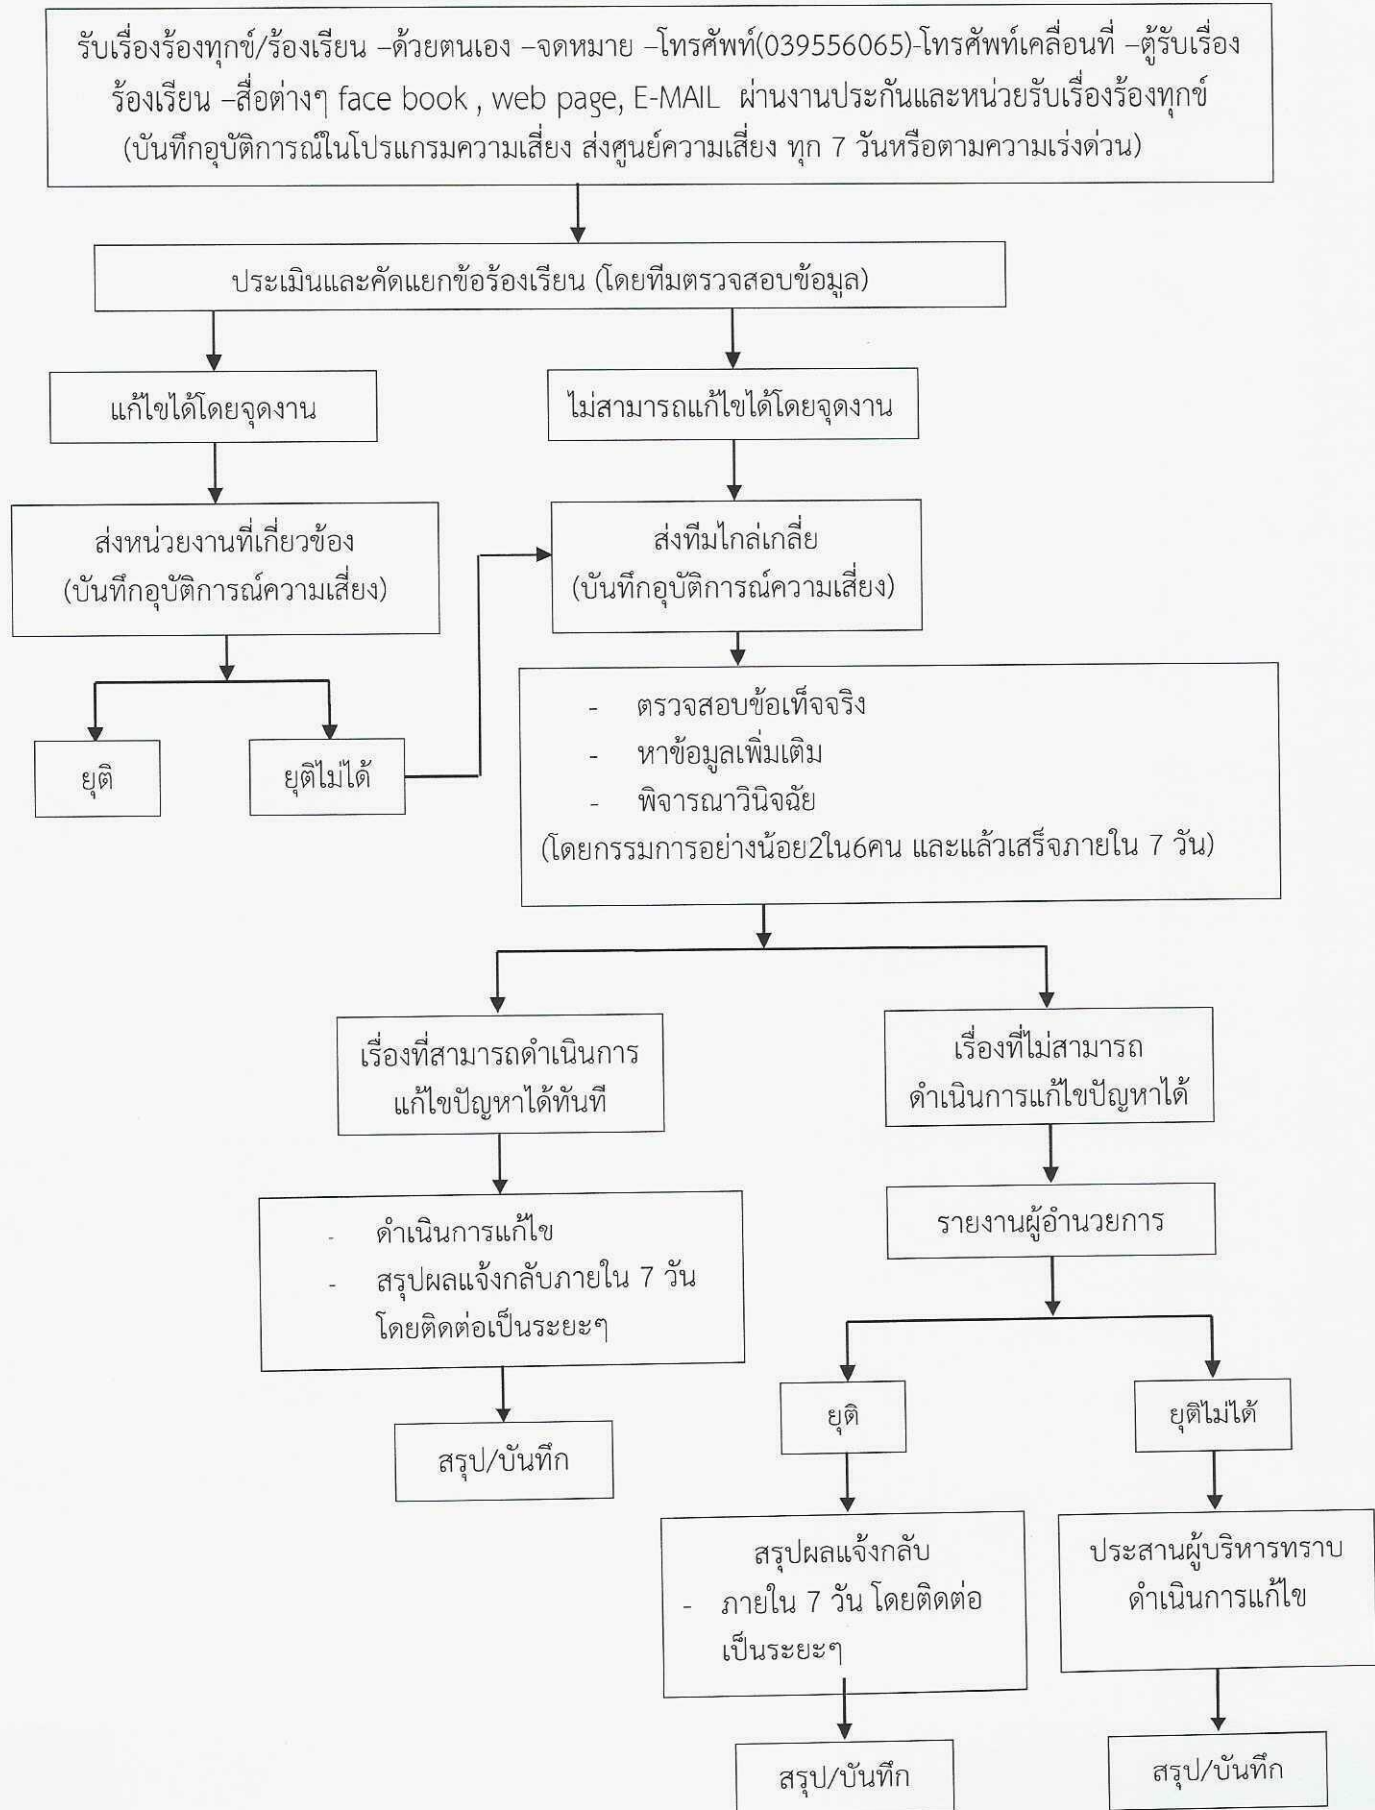 รับเรื่องร้องทุกข์/ร้องเรียน –ด้วยตนเอง –จดหมาย –โทรศัพท์(039556065)-โทรศัพท์เคลื่อนที่ –ตู้รับเรื่อง
ร้องเรียน –สื่อต่างๆ face book , web page, E-MAIL ผ่านงานประกันและหน่วยรับเรื่องร้องทุกข์
(บันทึกอุบัติการณ์ในโปรแกรมความเสี่ยง ส่งศูนย์ความเสี่ยง ทุก 7 วันหรือตามความเร่งด่วน)
ประเมินและคัดแยกข้อร้องเรียน (โดยทีมตรวจสอบข้อมูล)
แก้ไขได้โดยจุดงาน
ไม่สามารถแก้ไขได้โดยจุดงาน
ส่งหน่วยงานที่เกี่ยวข้อง
(บันทึกอุบัติการณ์ความเสี่ยง)
ส่งทีมไกล่เกลี่ย
(บันทึกอุบัติการณ์ความเสี่ยง)
ยุติ
ยุติไม่ได้
- ตรวจสอบข้อเท็จจริง
- หาข้อมูลเพิ่มเติม
- พิจารณาวินิจฉัย
(โดยกรรมการอย่างน้อย2ใน6คน และแล้วเสร็จภายใน 7 วัน)
เรื่องที่สามารถดำเนินการ
แก้ไขปัญหาได้ทันที
เรื่องที่ไม่สามารถ
ดำเนินการแก้ไขปัญหาได้
- ดำเนินการแก้ไข
- สรุปผลแจ้งกลับภายใน 7 วัน
โดยติดต่อเป็นระยะๆ
รายงานผู้อำนวยการ
สรุป/บันทึก
ยุติ
ยุติไม่ได้
สรุปผลแจ้งกลับ
- ภายใน 7 วัน โดยติดต่อ
เป็นระยะๆ
ประสานผู้บริหารทราบ
ดำเนินการแก้ไข
สรุป/บันทึก
สรุป/บันทึก